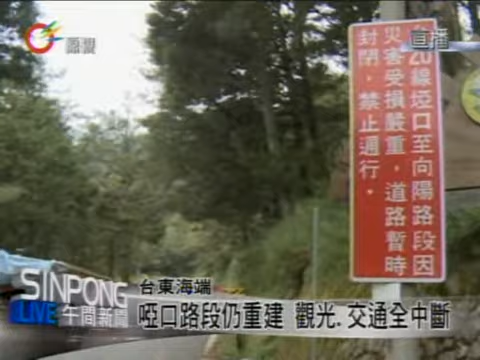 直播
20線埡口至向陽路段因
災害受損嚴重，道路暫時
封閉，禁止通行。
SINPONG
LIVE 午間新聞
台東海端
啞口路段仍重建 觀光.交通全中斷